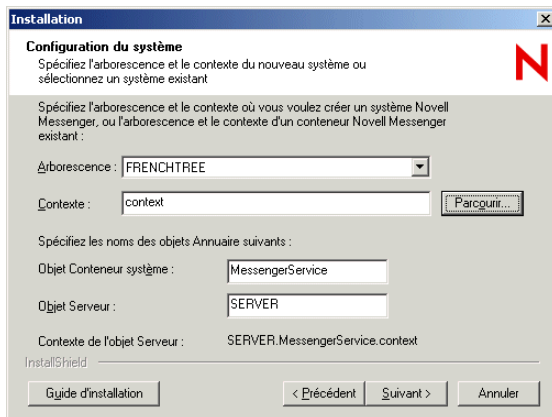 Installation
Configuration du système
Spécifiez l'arborescence et le contexte du nouveau système ou
sélectionnez un système existant
N
Spécifiez l'arborescence et le contexte où vous voulez créer un système Novell
Messenger, ou l'arborescence et le contexte d'un conteneur Novell Messenger
existant :
Arborescence : FRENCHTREE
Contexte : context Parcourir...
Spécifiez les noms des objets Annuaire suivants :
Objet Conteneur système : MessengerService
Objet Serveur : SERVER
Contexte de l'objet Serveur : SERVER.MessengerService.context
InstallShield
Guide d'installation < Précédent Suivant > Annuler